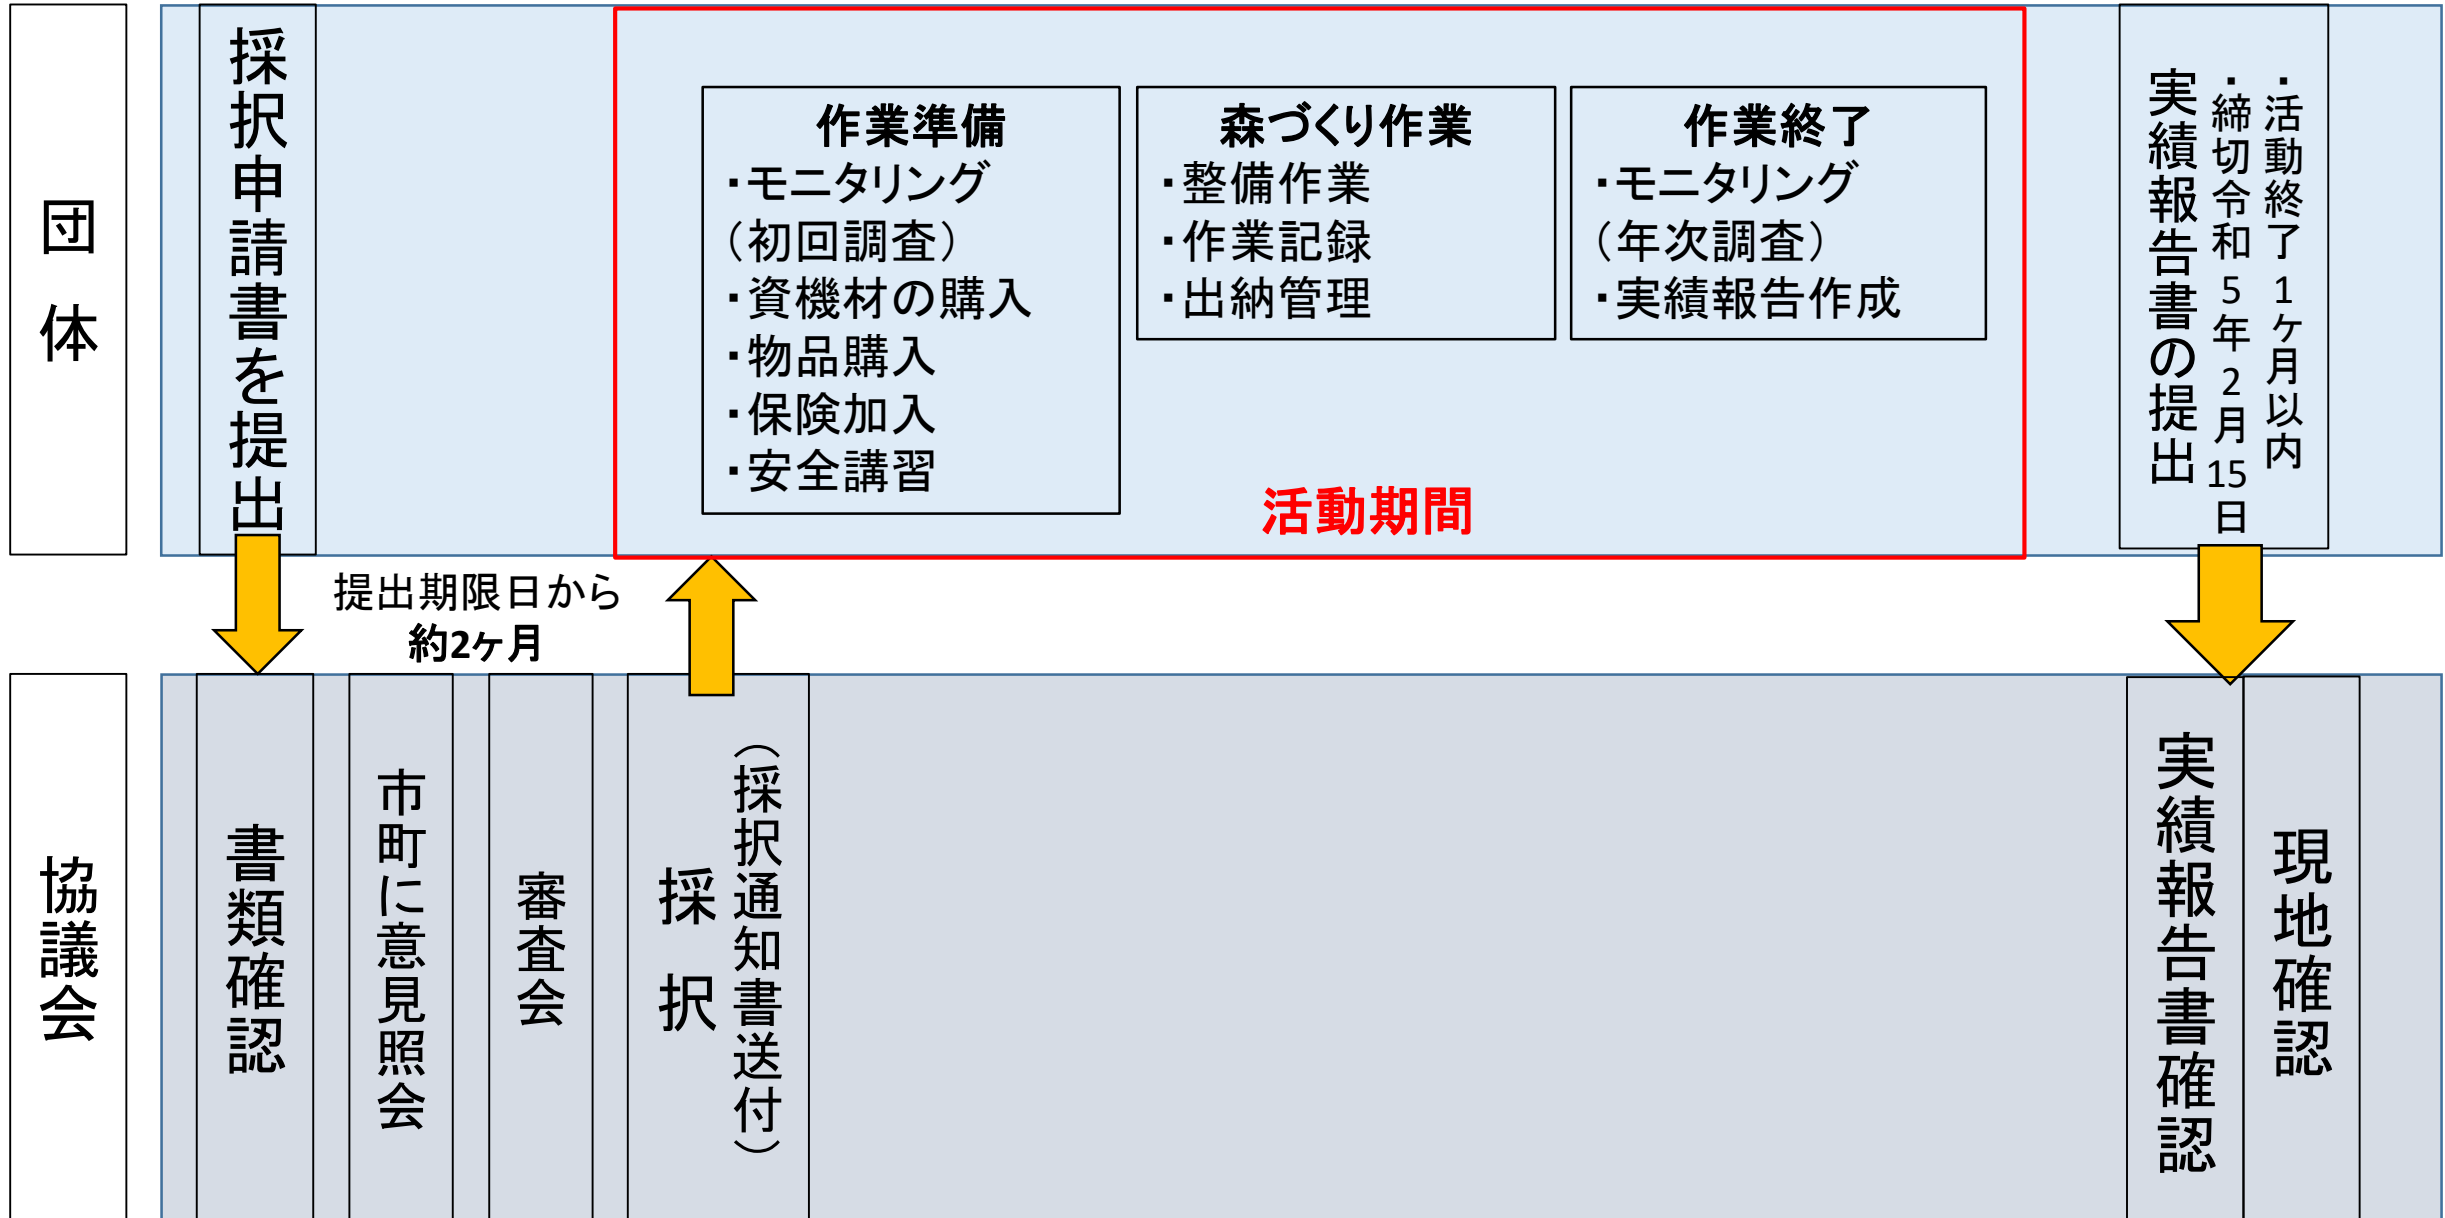 団体
採択申請書を提出
作業準備
・モニタリング
（初回調査）
・資機材の購入
・物品購入
・保険加入
・安全講習
森づくり作業
・整備作業
・作業記録
・出納管理
作業終了
・モニタリング
（年次調査）
・実績報告作成
活動期間
・活動終了1ヶ月以内
・締切令和5年2月15日
実績報告書の提出
提出期限日から
約2ヶ月
協議会
書類確認
市町に意見照会
審査会
（採択通知書送付）
採択
実績報告書確認
現地確認